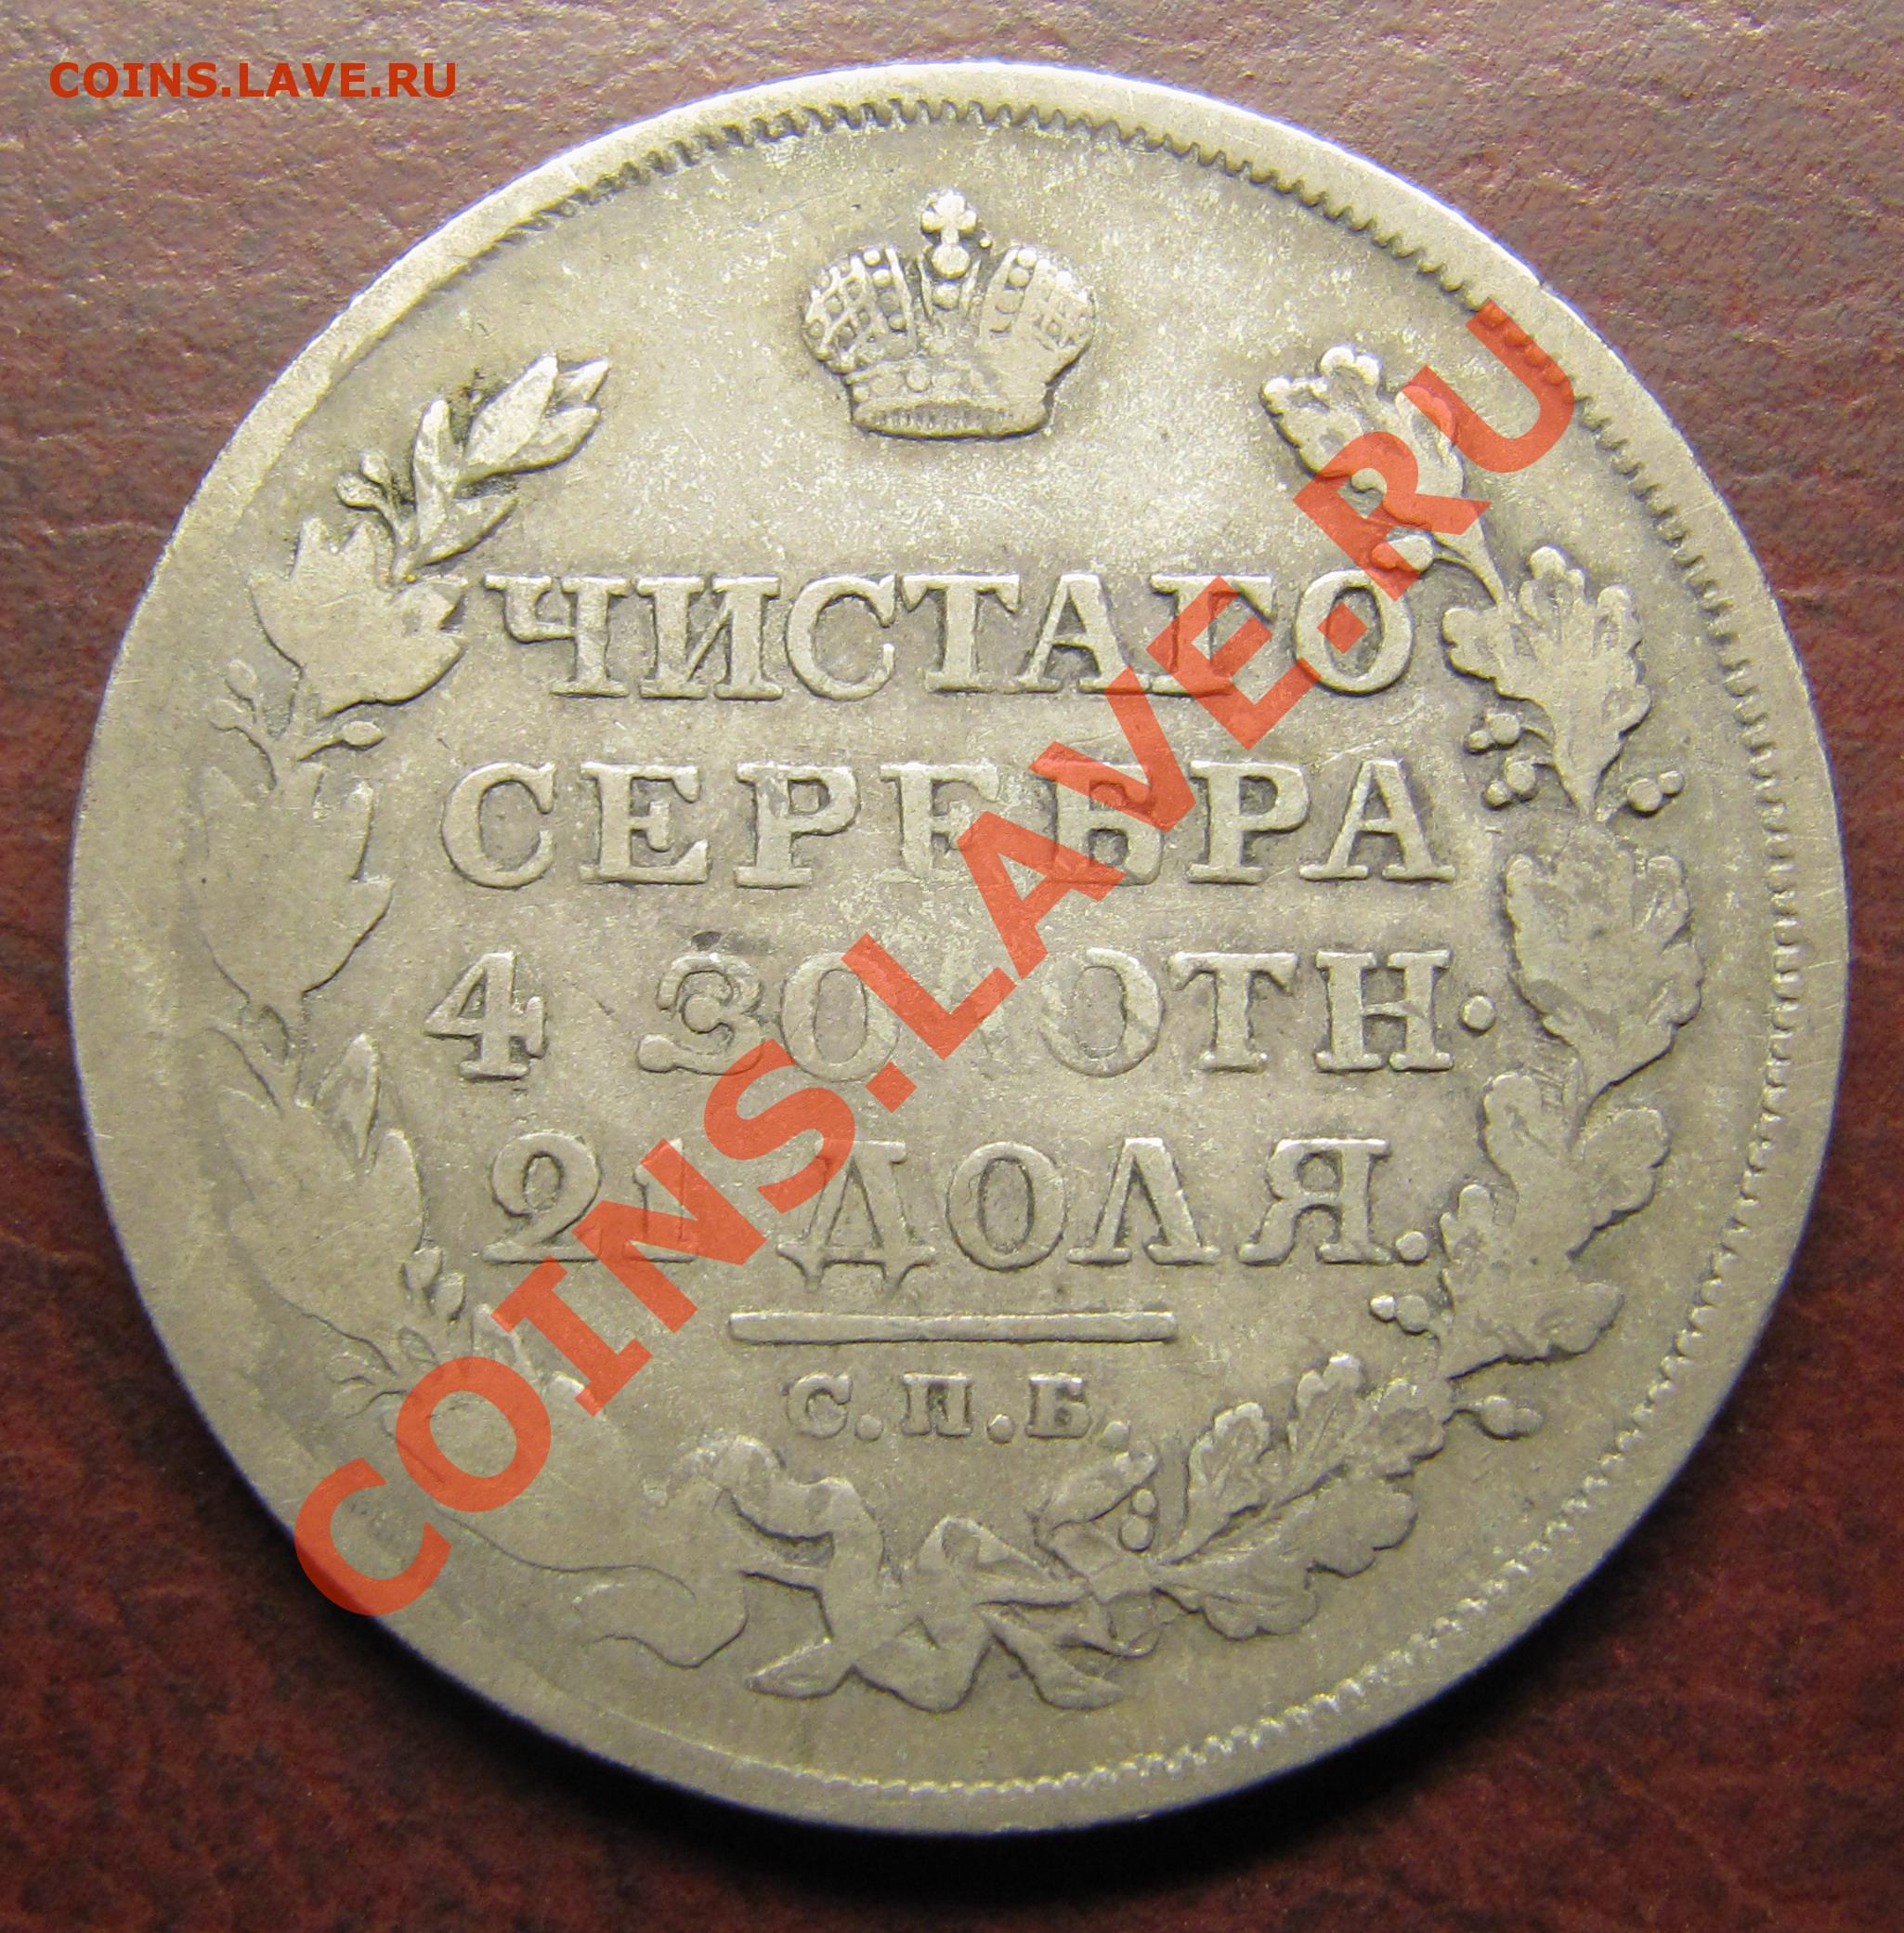 COINS.LAVE.RU
ЧИСТАГО
СЕРЕБРА
4 ЗОЛОТН.
21 ДОЛЯ.
С.П.Б.
COINS.LAVE.RU